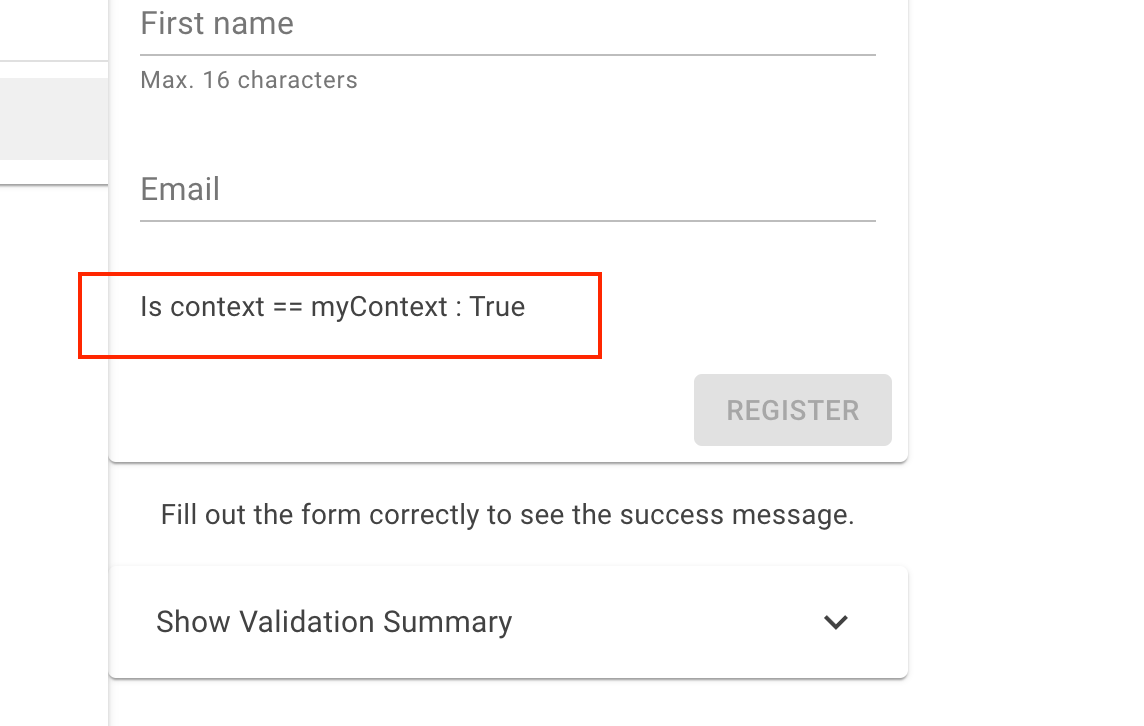 First name
Max. 16 characters
Email
Is context == myContext : True
REGISTER
Fill out the form correctly to see the success message.
Show Validation Summary